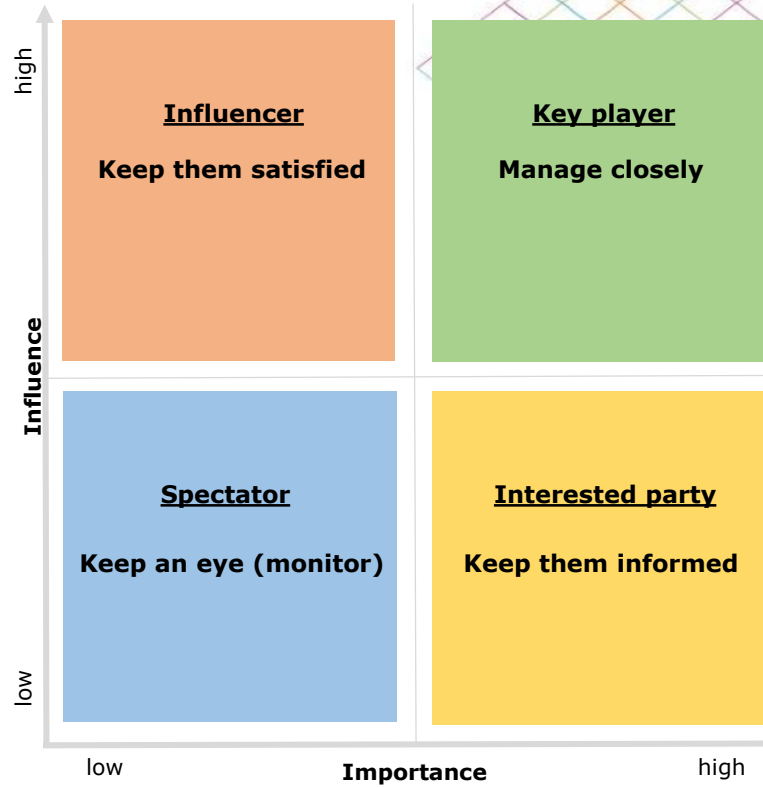 high
Influencer
Keep them satisfied
Key player
Manage closely
Influence
Spectator
Keep an eye (monitor)
Interested party
Keep them informed
low
low
Importance
high